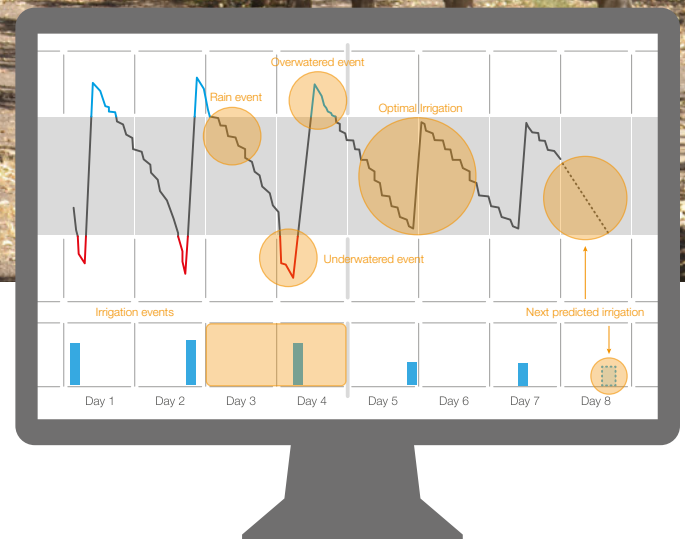 Overwatered event
Rain event
Optimal Irrigation
Underwatered event
Irrigation events
Next predicted irrigation
Day 1
Day 2
Day 3
Day 4
Day 5
Day 6
Day 7
Day 8